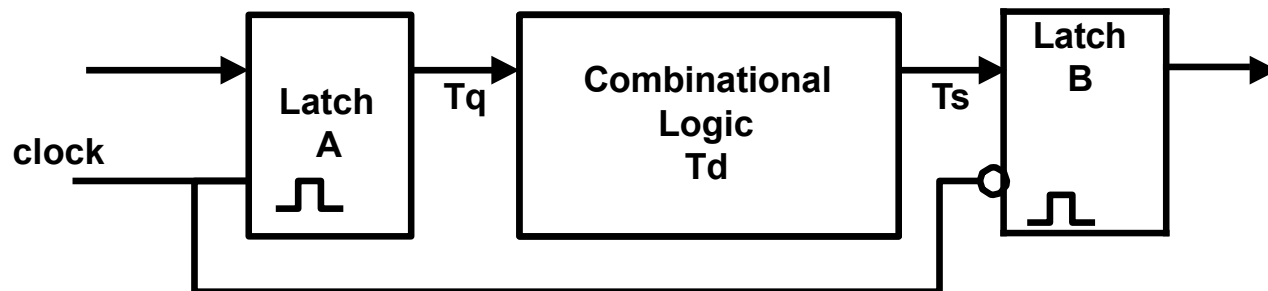 clock
Latch
A
Tq
Combinational
Logic
Td
Ts
Latch
B